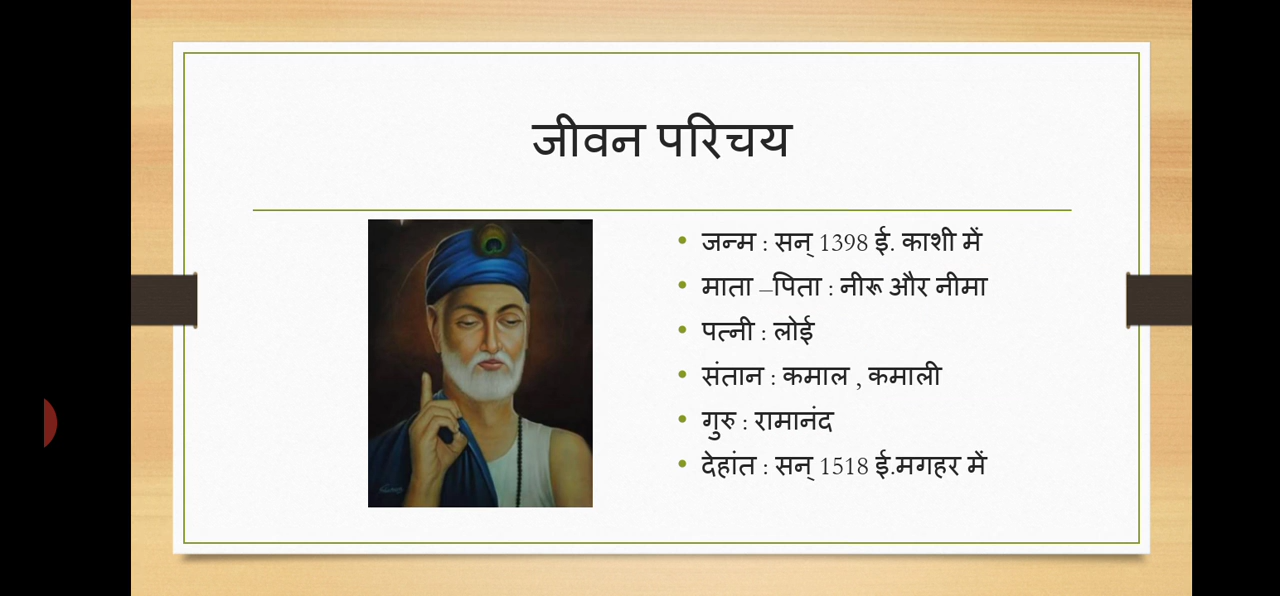 जीवन परिचय
• जन्म : सन् 1398 ई. काशी में
• माता –पिता : नीरू और नीमा
• पत्नी : लोई
• संतान : कमाल , कमाली
• गुरु : रामानंद
• देहांत : सन् 1518 ई.मगहर में